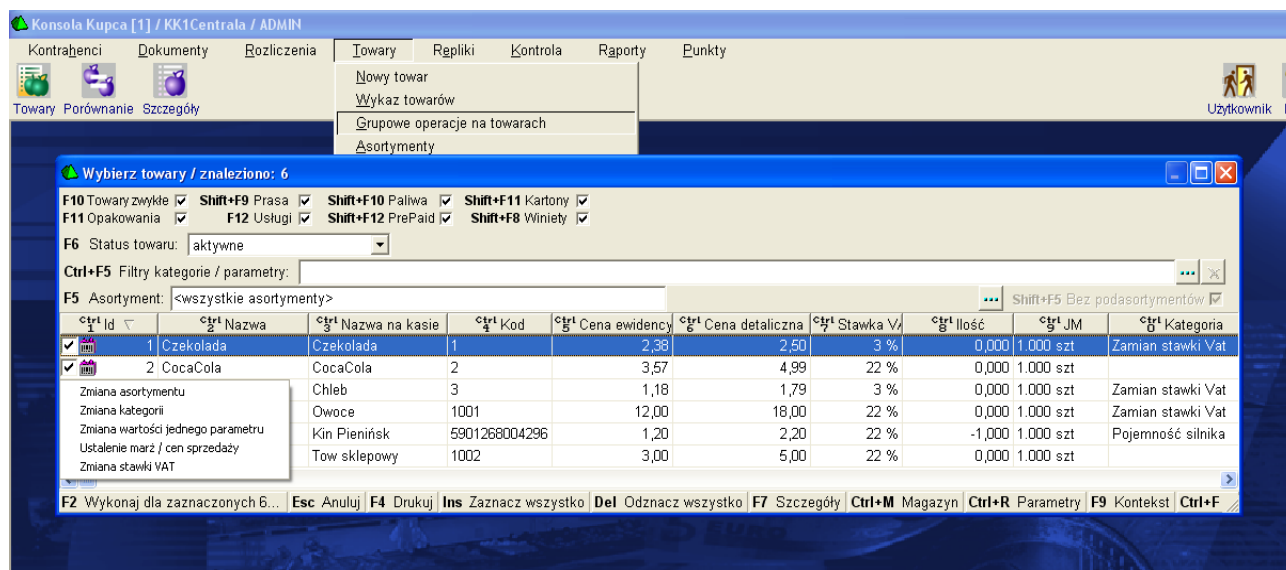 Konsola Kupca [1] / KK1Centrala / ADMIN
Kontrahenci Dokumenty Rozliczenia Towary Repliki Kontrola Raporty Punkty
Nowy towar
Wykaz towarów
Towary Porównanie Szczegóły Użytkownik
Grupowe operacje na towarach
Asortymenty
Wybierz towary / znaleziono: 6
F10 Towary zwykłe Shift+F9 Prasa Shift+F10 Paliwa Shift+F11 Kartony
F11 Opakowania F12 Usługi Shift+F12 PrePaid Shift+F8 Winiety
F6 Status towaru: aktywne
Ctrl+F5 Filtry kategorie / parametry: ...
F5 Asortyment: <wszystkie asortymenty> ... Shift+F5 Bez podasortymentów
Ctrl 1 Id Ctrl 2 Nazwa Ctrl 3 Nazwa na kasie Ctrl 4 Kod Ctrl 5 Cena ewidency Ctrl 6 Cena detaliczna Ctrl 7 Stawka VA Ctrl 8 Ilość Ctrl 9 JM Ctrl 0 Kategoria
1 Czekolada Czekolada 1 2,38 2,50 3 % 0,000 1.000 szt Zamian stawki Vat
2 CocaCola CocaCola 2 3,57 4,99 22 % 0,000 1.000 szt
Chleb 3 1,18 1,79 3 % 0,000 1.000 szt Zamian stawki Vat
Owoce 1001 12,00 18,00 22 % 0,000 1.000 szt Zamian stawki Vat
Kin Pienińsk 5901268004296 1,20 2,20 22 % -1,000 1.000 szt Pojemność silnika
Tow sklepowy 1002 3,00 5,00 22 % 0,000 1.000 szt
Zmiana asortymentu
Zmiana kategorii
Zmiana wartości jednego parametru
Ustalenie marż / cen sprzedaży
Zmiana stawki VAT
F2 Wykonaj dla zaznaczonych 6... Esc Anuluj F4 Drukuj Ins Zaznacz wszystko Del Odznacz wszystko F7 Szczegóły Ctrl+M Magazyn Ctrl+R Parametry F9 Kontekst Ctrl+F
EURO